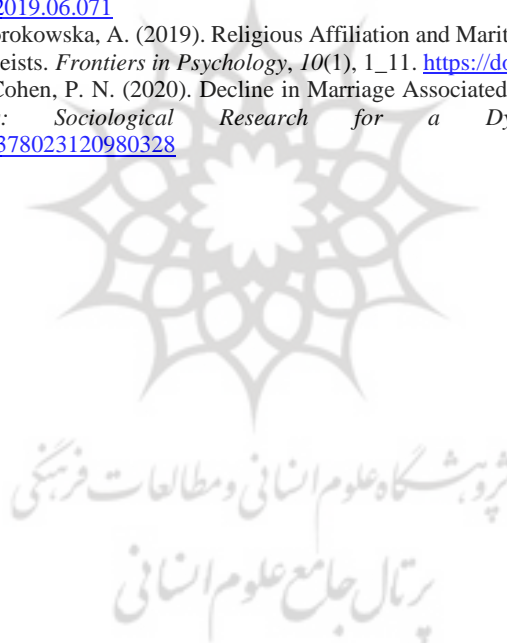 2019.06.071
rokowska, A. (2019). Religious Affiliation and Marit
eists. Frontiers in Psychology, 10(1), 1_11. https://do
Cohen, P. N. (2020). Decline in Marriage Associated
: Sociological Research for a Dy
378023120980328
پژوهشگاه علوم انسانی و مطالعات فرهنگی
پرتال جامع علوم انسانی